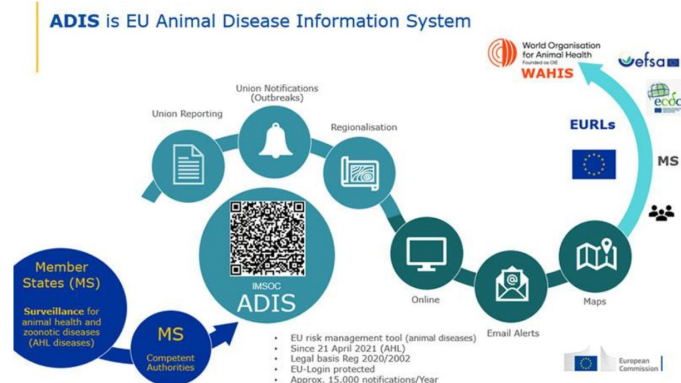 ADIS is EU Animal Disease Information System
World Organisation
for Animal Health
Founded as OIE
WAHIS
efsa
ecdc
EURLs
MS
Union Notifications
(Outbreaks)
Union Reporting
Regionalisation
IMSOC
ADIS
Member
States (MS)
Surveillance for
animal health and
zoonotic diseases
(AHL diseases)
MS
Competent
Authorities
Online
Email Alerts
Maps
• EU risk management tool (animal diseases)
• Since 21 April 2021 (AHL)
• Legal basis Reg 2020/2002
• EU-Login protected
• Approx. 15,000 notifications/Year
European
Commission